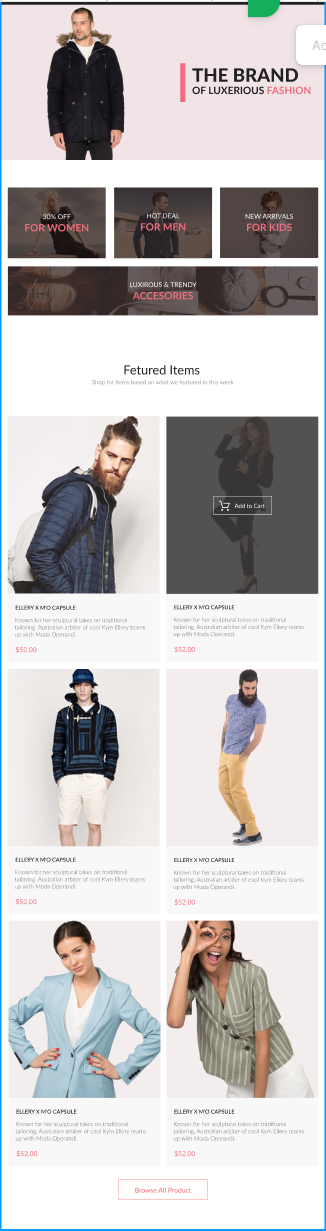 Ac
THE BRAND
OF LUXERIOUS FASHION
30% OFF
FOR WOMEN
HOT DEAL
FOR MEN
NEW ARRIVALS
FOR KIDS
LUXIROUS & TRENDY
ACCESORIES
Fetured Items
Shop for items based on what we featured in this week
Add to Cart
ELLERY X M'O CAPSULE
Known for her sculptural takes on traditional
tailoring, Australian arbiter of cool Kym Ellery teams
up with Moda Operandi.
$52.00
ELLERY X M'O CAPSULE
Known for her sculptural takes on traditional
tailoring, Australian arbiter of cool Kym Ellery teams
up with Moda Operandi.
$52.00
ELLERY X M'O CAPSULE
Known for her sculptural takes on traditional
tailoring, Australian arbiter of cool Kym Ellery teams
up with Moda Operandi.
$52.00
ELLERY X M'O CAPSULE
Known for her sculptural takes on traditional
tailoring, Australian arbiter of cool Kym Ellery teams
up with Moda Operandi.
$52.00
ELLERY X M'O CAPSULE
Known for her sculptural takes on traditional
tailoring, Australian arbiter of cool Kym Ellery teams
up with Moda Operandi.
$52.00
ELLERY X M'O CAPSULE
Known for her sculptural takes on traditional
tailoring, Australian arbiter of cool Kym Ellery teams
up with Moda Operandi.
$52.00
Browse All Product